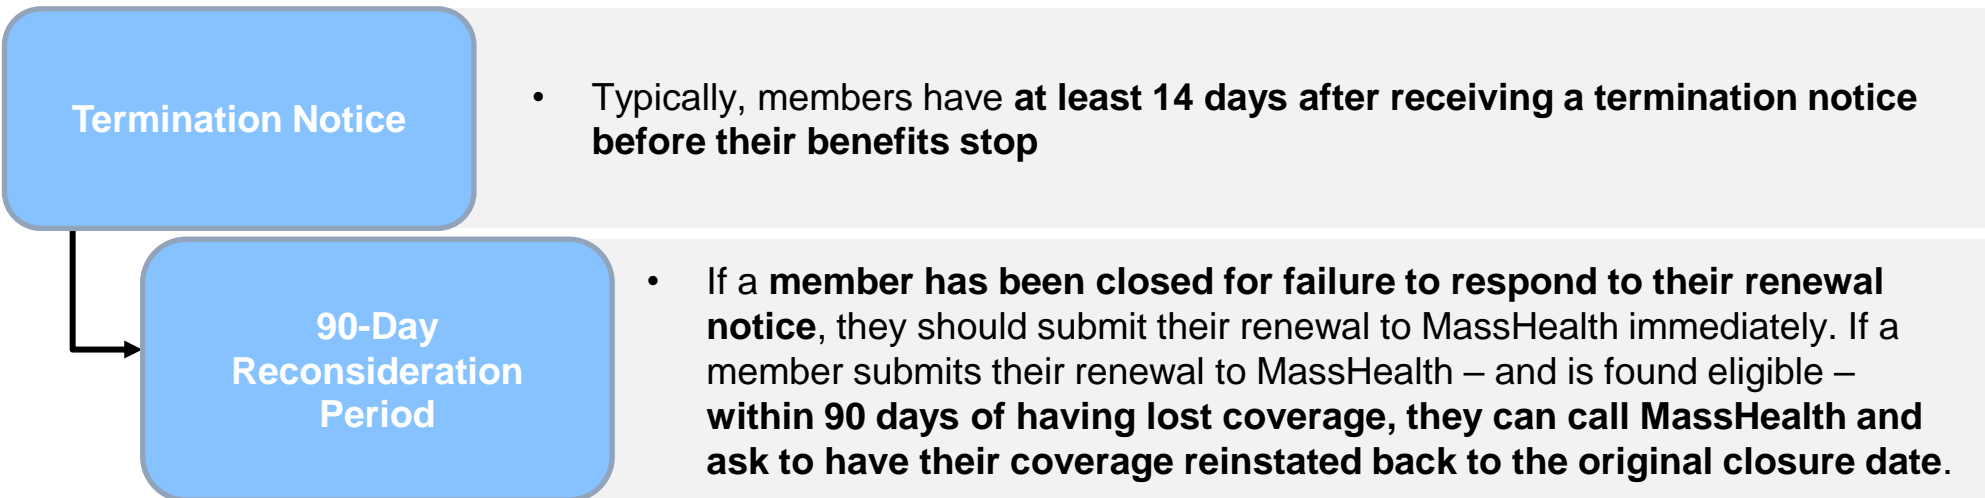 Termination Notice
• Typically, members have at least 14 days after receiving a termination notice
before their benefits stop
90-Day
Reconsideration
Period
• If a member has been closed for failure to respond to their renewal
notice, they should submit their renewal to MassHealth immediately. If a
member submits their renewal to MassHealth – and is found eligible –
within 90 days of having lost coverage, they can call MassHealth and
ask to have their coverage reinstated back to the original closure date.